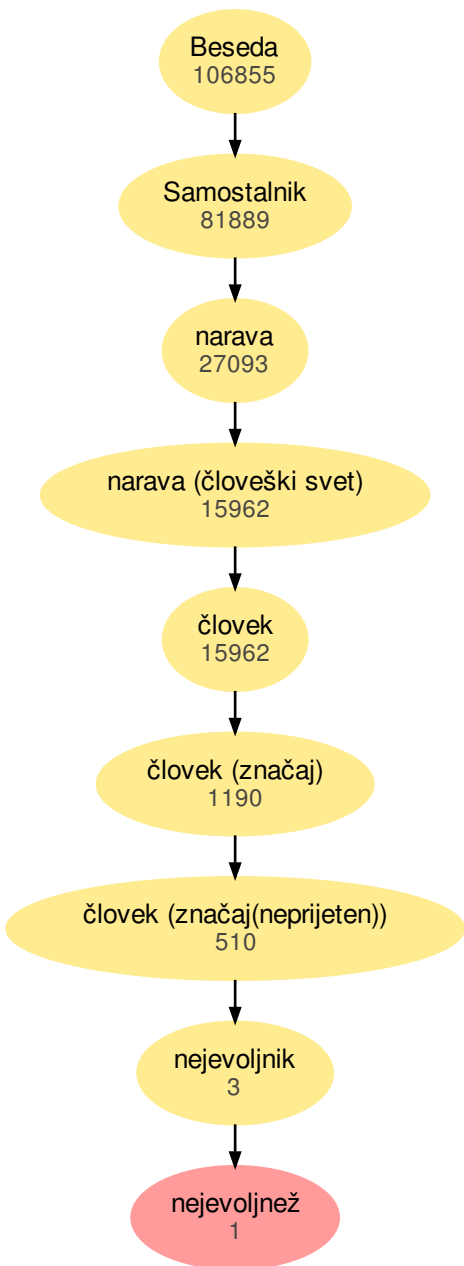 Beseda
106855
Samostalnik
81889
narava
27093
narava (človeški svet)
15962
človek
15962
človek (značaj)
1190
človek (značaj(neprijeten))
510
nejevoljnik
3
nejevoljnež
1